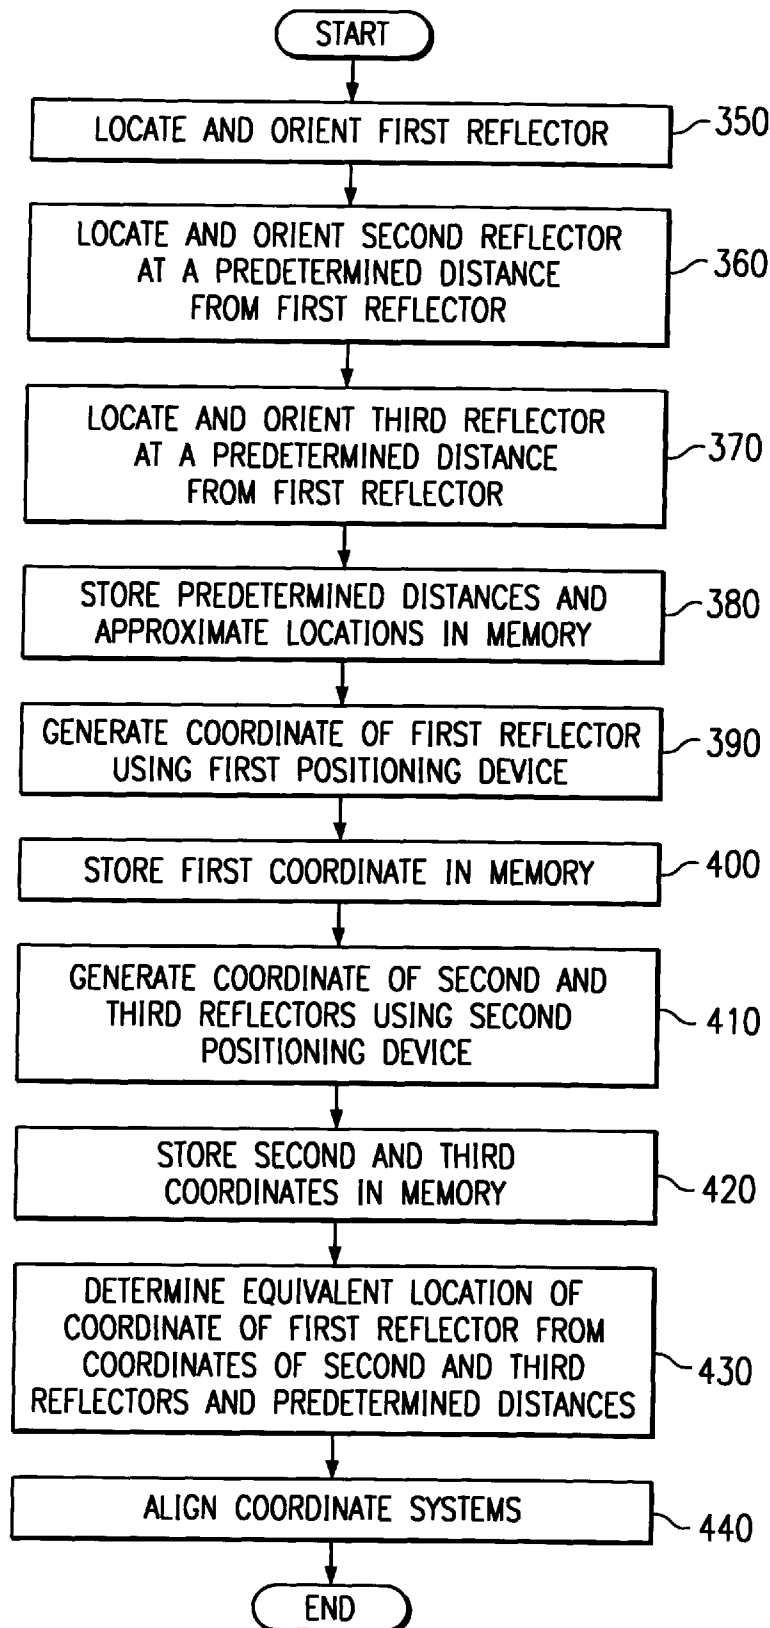 START
LOCATE AND ORIENT FIRST REFLECTOR
350
LOCATE AND ORIENT SECOND REFLECTOR
AT A PREDETERMINED DISTANCE
FROM FIRST REFLECTOR
360
LOCATE AND ORIENT THIRD REFLECTOR
AT A PREDETERMINED DISTANCE
FROM FIRST REFLECTOR
370
STORE PREDETERMINED DISTANCES AND
APPROXIMATE LOCATIONS IN MEMORY
380
GENERATE COORDINATE OF FIRST REFLECTOR
USING FIRST POSITIONING DEVICE
390
STORE FIRST COORDINATE IN MEMORY
400
GENERATE COORDINATE OF SECOND AND
THIRD REFLECTORS USING SECOND
POSITIONING DEVICE
410
STORE SECOND AND THIRD
COORDINATES IN MEMORY
420
DETERMINE EQUIVALENT LOCATION OF
COORDINATE OF FIRST REFLECTOR FROM
COORDINATES OF SECOND AND THIRD
REFLECTORS AND PREDETERMINED DISTANCES
430
ALIGN COORDINATE SYSTEMS
440
END